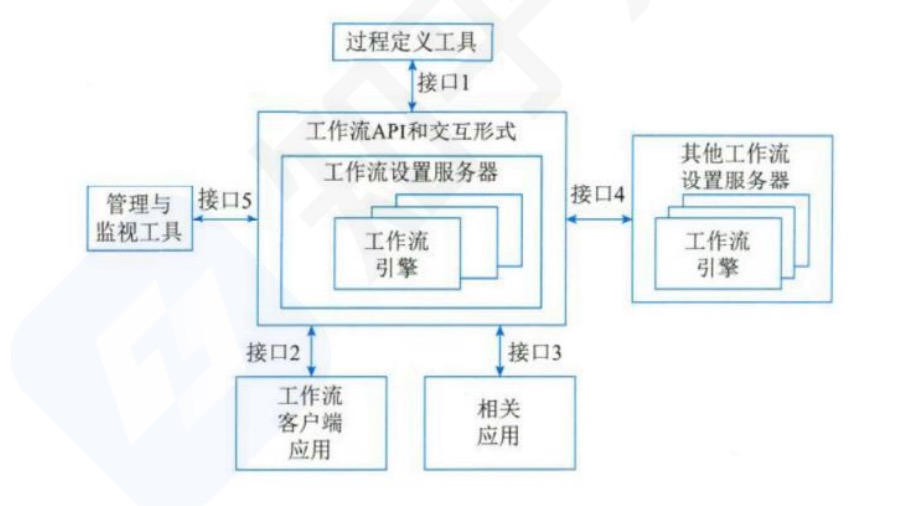 过程定义工具
接口1
工作流API和交互形式
工作流设置服务器
工作流
引擎
管理与
监视工具
接口5
接口4
其他工作流
设置服务器
工作流
引擎
接口2
接口3
工作流
客户端
应用
相关
应用